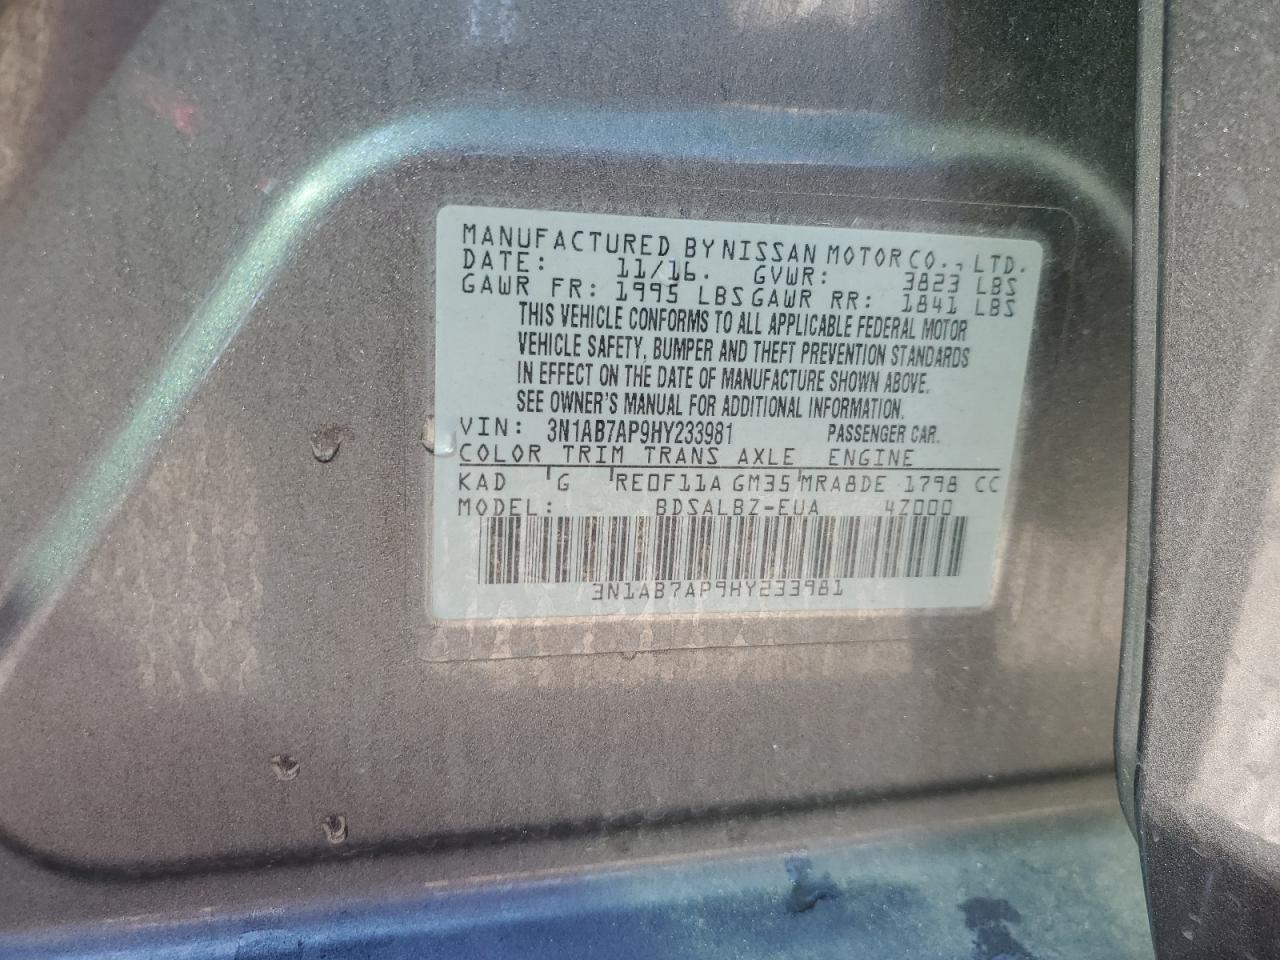 MANUFACTURED BY NISSAN MOTOR CO., LTD.
DATE: 11/16. GVWR: 3823 LBS
GAWR FR: 1995 LBS GAWR RR: 1841 LBS
THIS VEHICLE CONFORMS TO ALL APPLICABLE FEDERAL MOTOR
VEHICLE SAFETY, BUMPER AND THEFT PREVENTION STANDARDS
IN EFFECT ON THE DATE OF MANUFACTURE SHOWN ABOVE.
SEE OWNER'S MANUAL FOR ADDITIONAL INFORMATION.
VIN: 3N1AB7AP9HY233981 PASSENGER CAR.
COLOR TRIM TRANS AXLE ENGINE
KAD G RE0F11A GM35 MRA8DE 1798 CC
MODEL: BDSALBZ-EUA 4Z000
3N1AB7AP9HY233981